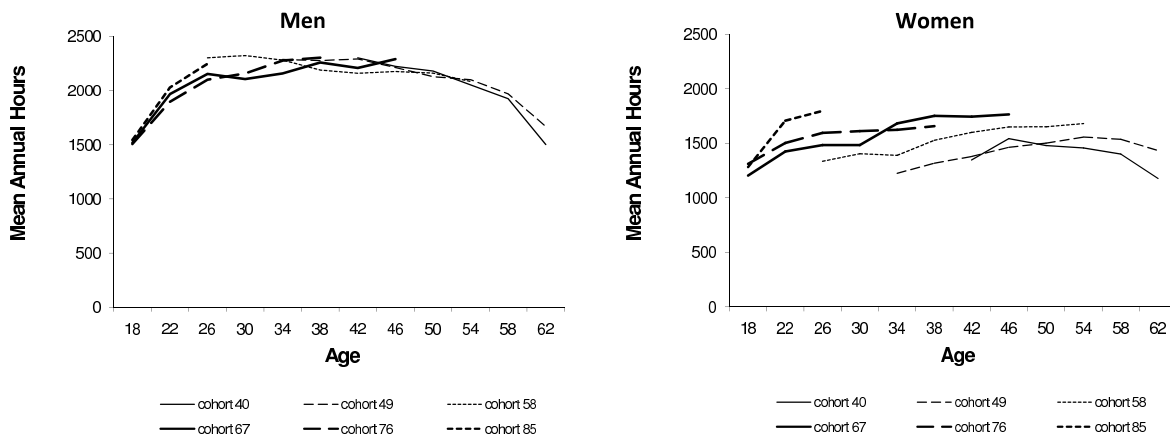 Men
Mean Annual Hours
2500
2000
1500
1000
500
0
18 22 26 30 34 38 42 46 50 54 58 62
Age
cohort 40 cohort 49 cohort 58
cohort 67 cohort 76 cohort 85
Women
Mean Annual Hours
2500
2000
1500
1000
500
0
18 22 26 30 34 38 42 46 50 54 58 62
Age
cohort 40 cohort 49 cohort 58
cohort 67 cohort 76 cohort 85